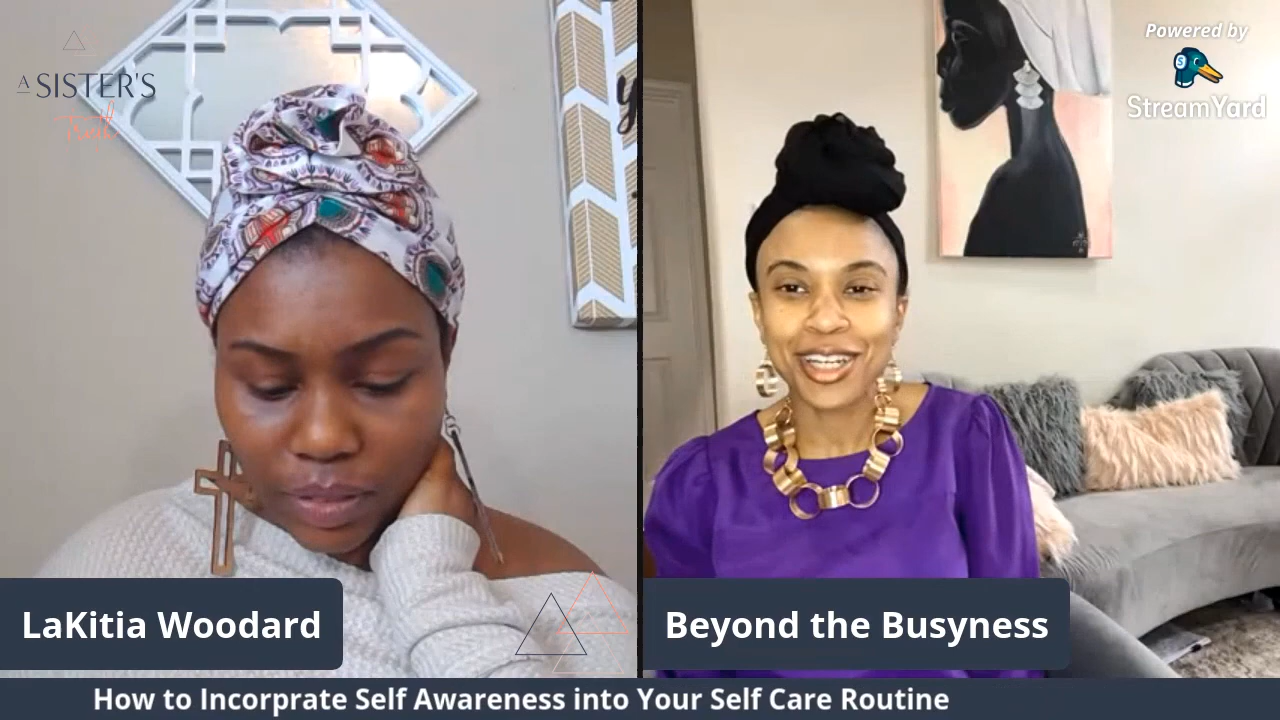 A SISTER'S
Truth
Powered by
StreamYard
LaKitia Woodard
Beyond the Busyness
How to Incorprate Self Awareness into Your Self Care Routine